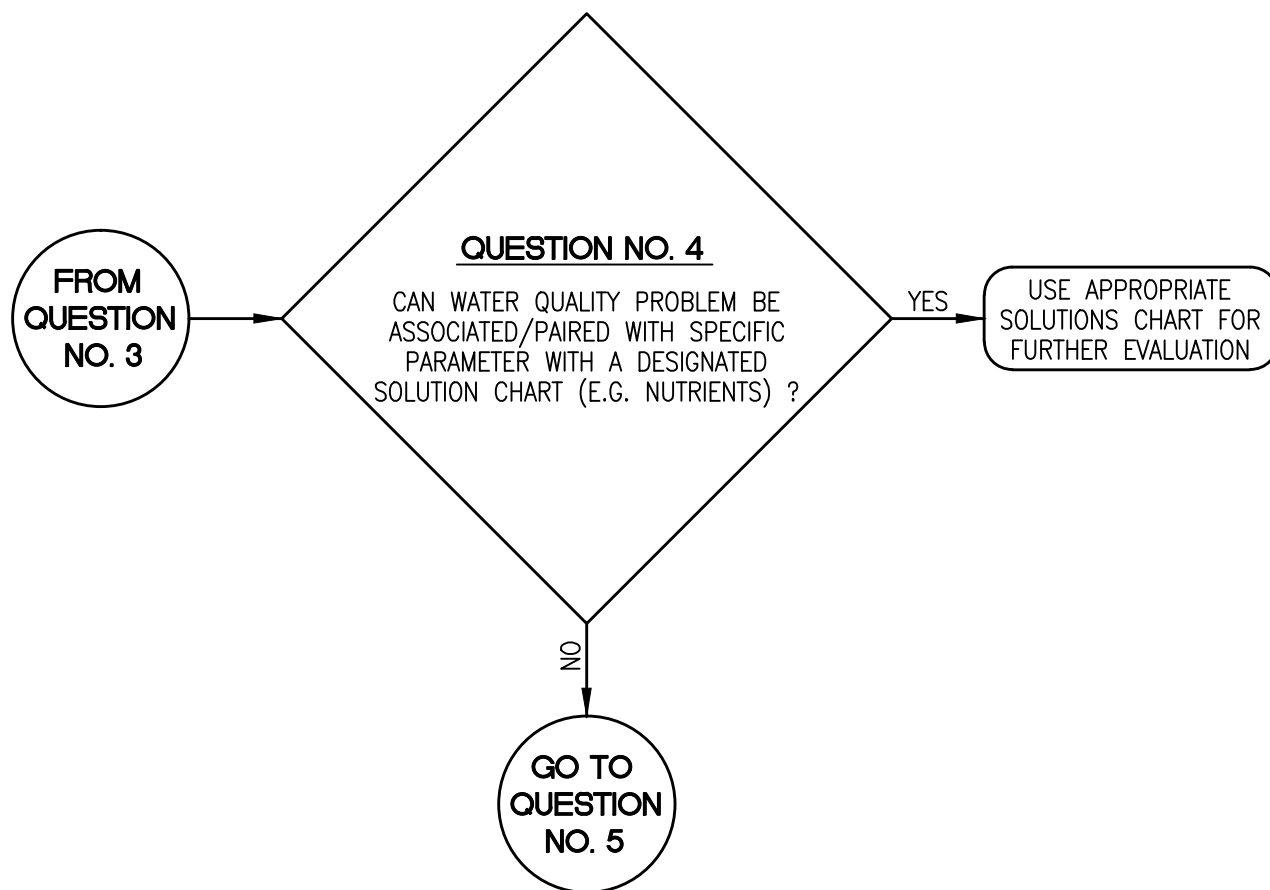 FROM
QUESTION
NO. 3
QUESTION NO. 4
CAN WATER QUALITY PROBLEM BE
ASSOCIATED/PAIRED WITH SPECIFIC
PARAMETER WITH A DESIGNATED
SOLUTION CHART (E.G. NUTRIENTS) ?
YES
USE APPROPRIATE
SOLUTIONS CHART FOR
FURTHER EVALUATION
NO
GO TO
QUESTION
NO. 5